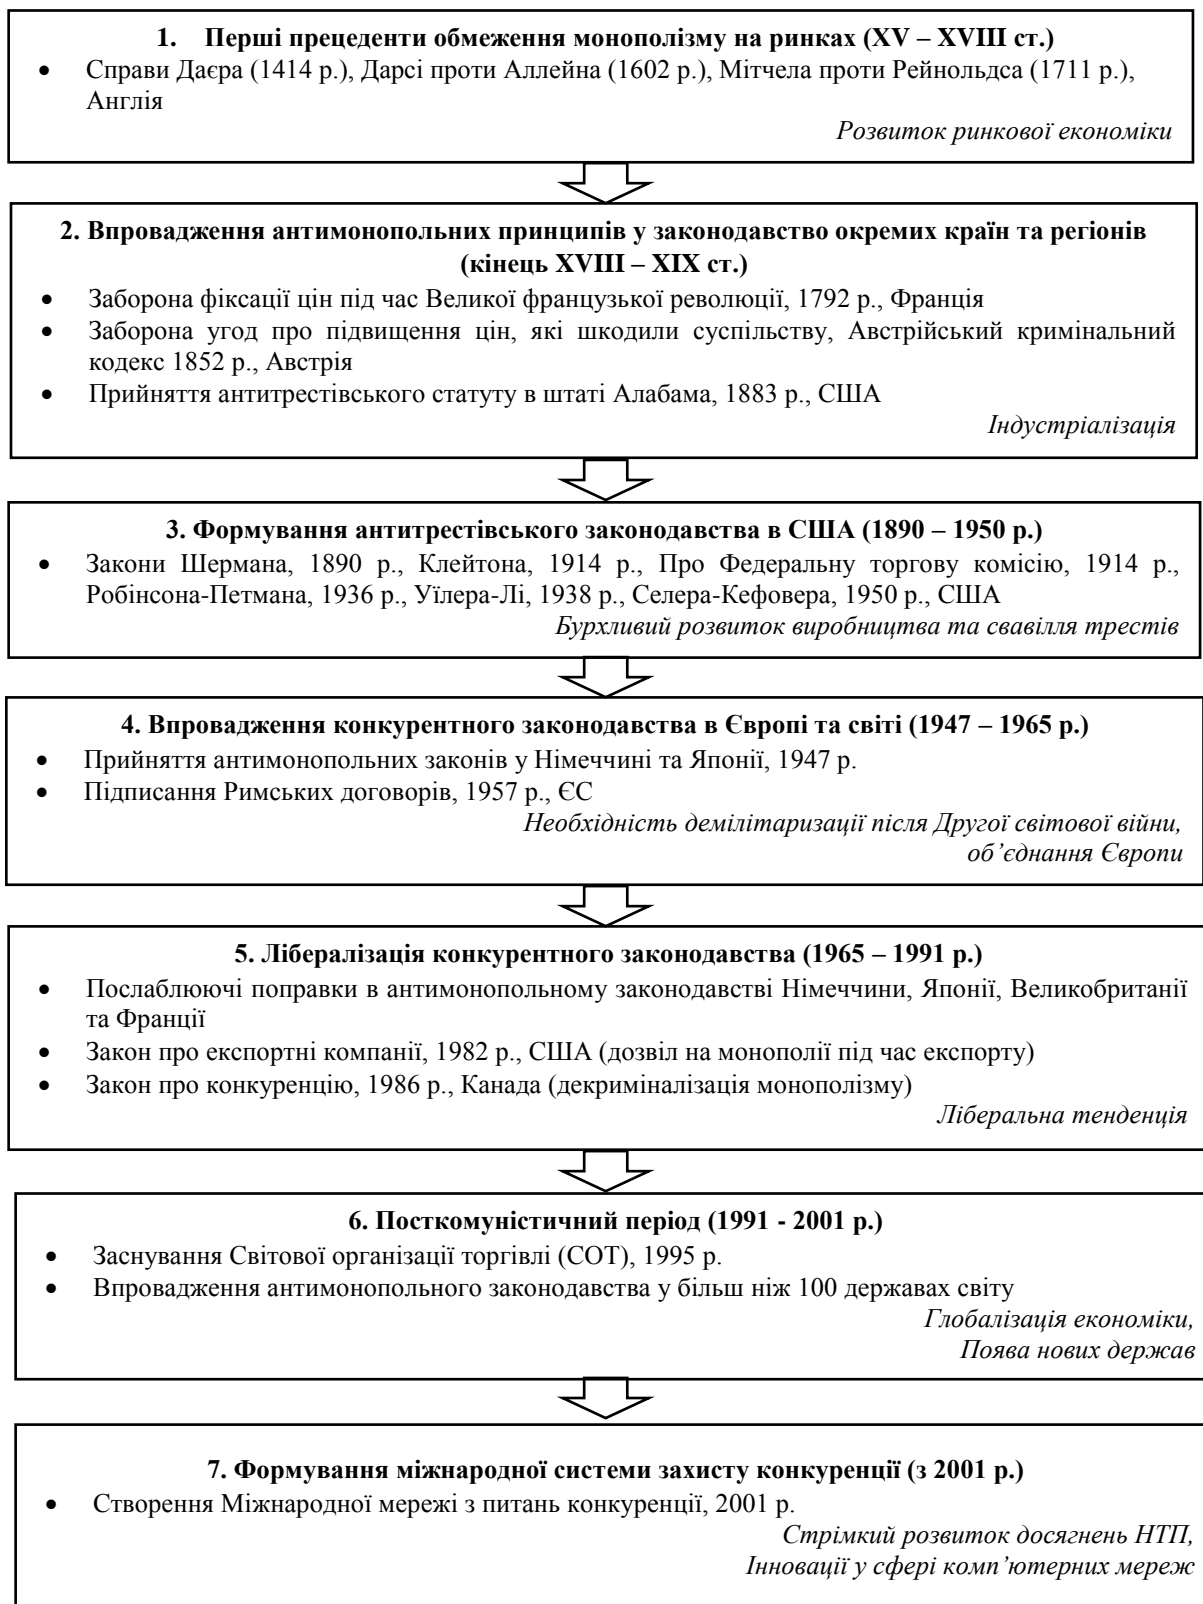 1. Перші прецеденти обмеження монополізму на ринках (XV – XVIII ст.)
• Справи Даєра (1414 р.), Дарсі проти Аллейна (1602 р.), Мітчела проти Рейнольдса (1711 р.),
Англія
Розвиток ринкової економіки
2. Впровадження антимонопольних принципів у законодавство окремих країн та регіонів
(кінець XVIII – XIX ст.)
• Заборона фіксації цін під час Великої французької революції, 1792 р., Франція
• Заборона угод про підвищення цін, які шкодили суспільству, Австрійський кримінальний
кодекс 1852 р., Австрія
• Прийняття антитрестівського статуту в штаті Алабама, 1883 р., США
Індустріалізація
3. Формування антитрестівського законодавства в США (1890 – 1950 р.)
• Закони Шермана, 1890 р., Клейтона, 1914 р., Про Федеральну торгову комісію, 1914 р.,
Робінсона-Петмана, 1936 р., Уїлера-Лі, 1938 р., Селера-Кефовера, 1950 р., США
Бурхливий розвиток виробництва та свавілля трестів
4. Впровадження конкурентного законодавства в Європі та світі (1947 – 1965 р.)
• Прийняття антимонопольних законів у Німеччині та Японії, 1947 р.
• Підписання Римських договорів, 1957 р., ЄС
Необхідність демілітаризації після Другої світової війни,
об’єднання Європи
5. Лібералізація конкурентного законодавства (1965 – 1991 р.)
• Послаблюючі поправки в антимонопольному законодавстві Німеччини, Японії, Великобританії
та Франції
• Закон про експортні компанії, 1982 р., США (дозвіл на монополії під час експорту)
• Закон про конкуренцію, 1986 р., Канада (декриміналізація монополізму)
Ліберальна тенденція
6. Посткомуністичний період (1991 - 2001 р.)
• Заснування Світової організації торгівлі (СОТ), 1995 р.
• Впровадження антимонопольного законодавства у більш ніж 100 державах світу
Глобалізація економіки,
Поява нових держав
7. Формування міжнародної системи захисту конкуренції (з 2001 р.)
• Створення Міжнародної мережі з питань конкуренції, 2001 р.
Стрімкий розвиток досягнень НТП,
Інновації у сфері комп’ютерних мереж